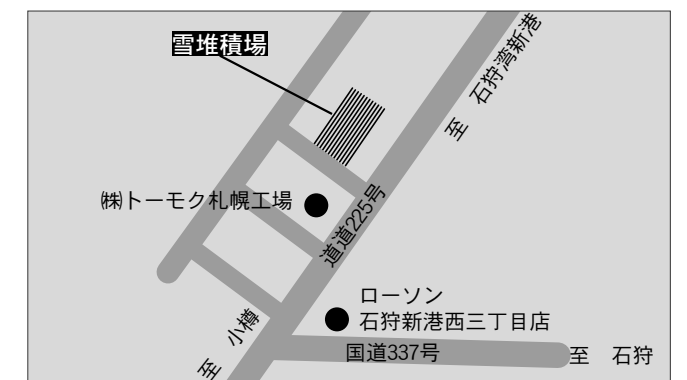 雪堆積場
至 石狩湾新港
㈱トーモク札幌工場
道道225号
ローソン
石狩新港西三丁目店
至 小樽
国道337号
至 石狩